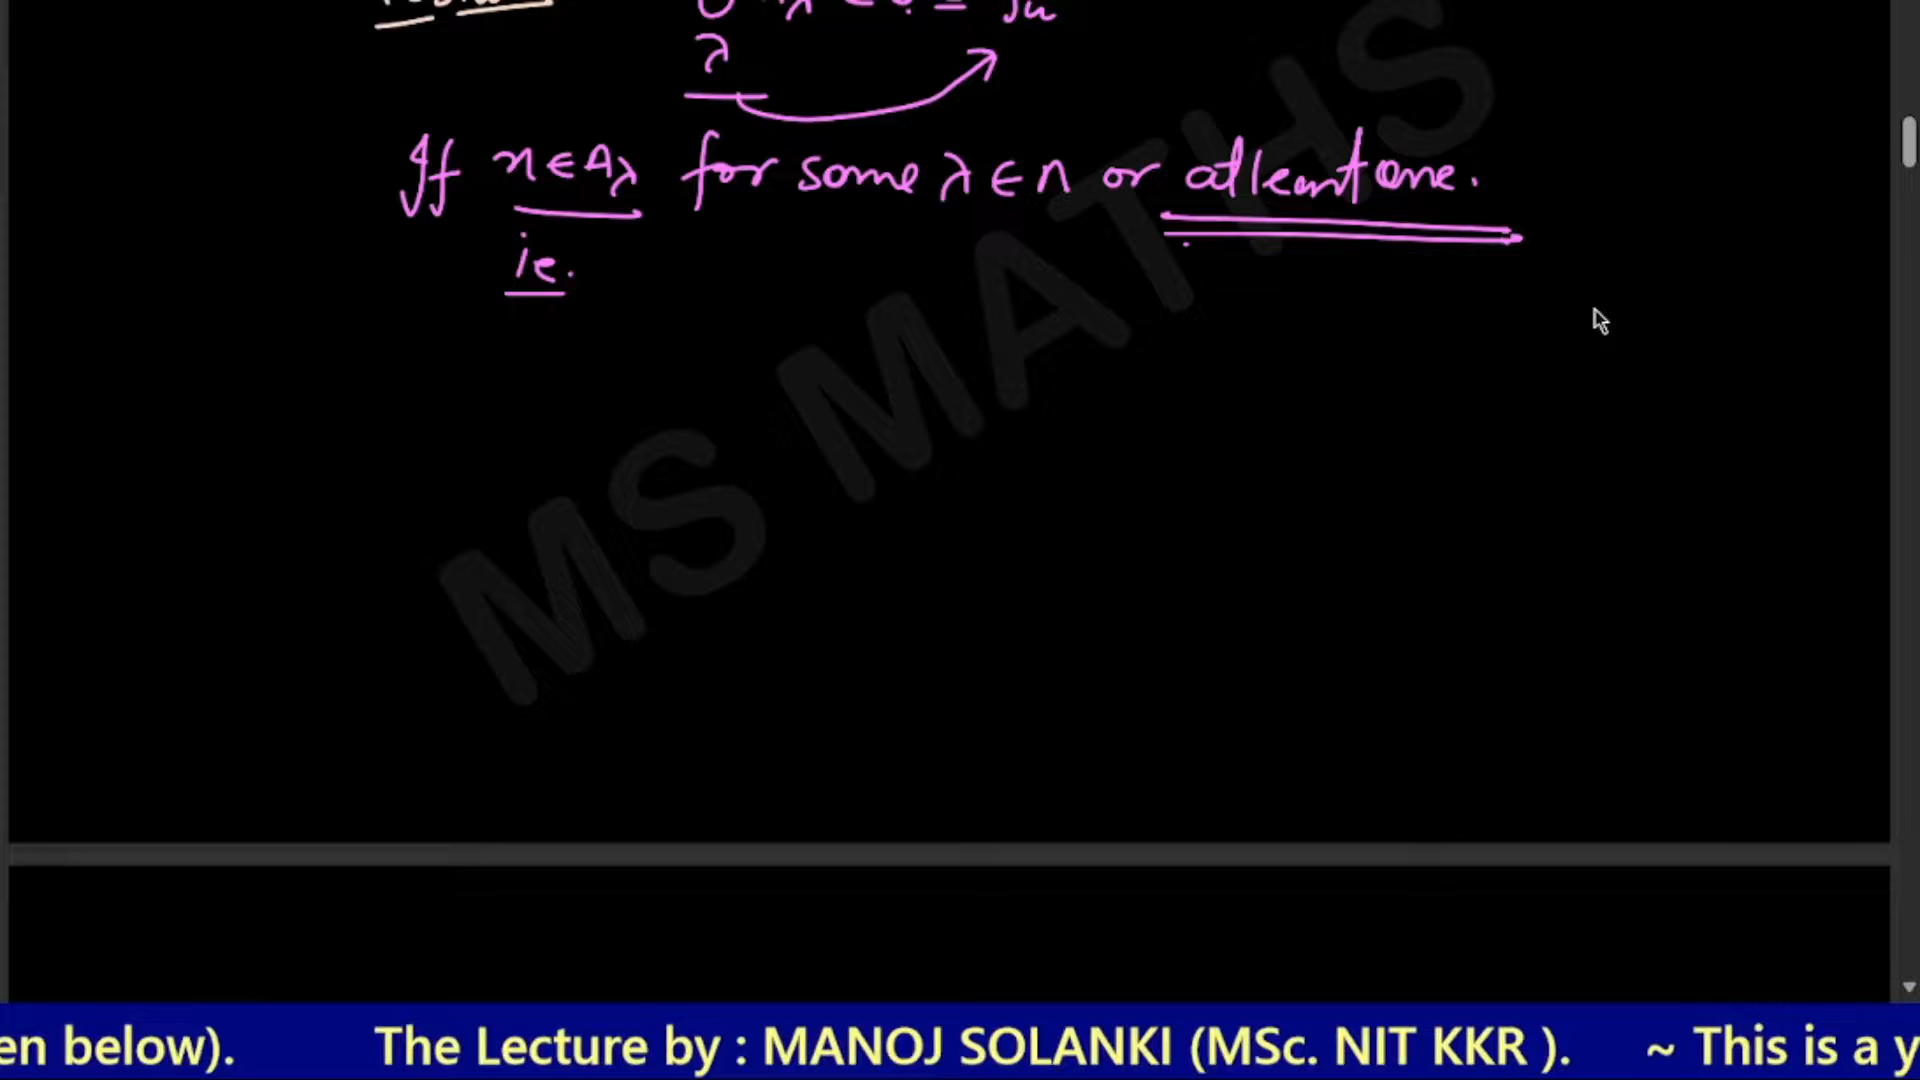 λ
If x ∈ Aλ for some λ ∈ Λ or atleast one.
ie.
MS MATHS
en below). The Lecture by : MANOJ SOLANKI (MSc. NIT KKR ). ~ This is a y